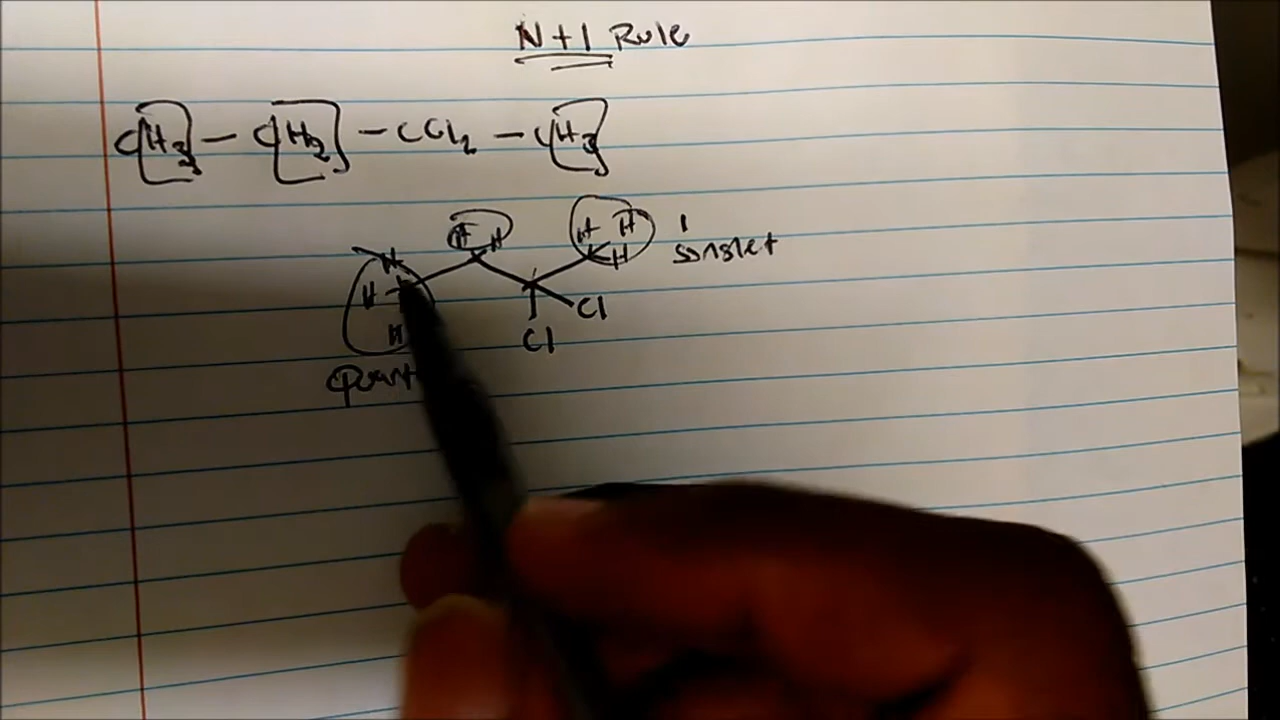 N+1 Rule
CH3 - CH2 - CCl2 - CH3
H H H H H 1
H H H singlet
H Cl
Cl